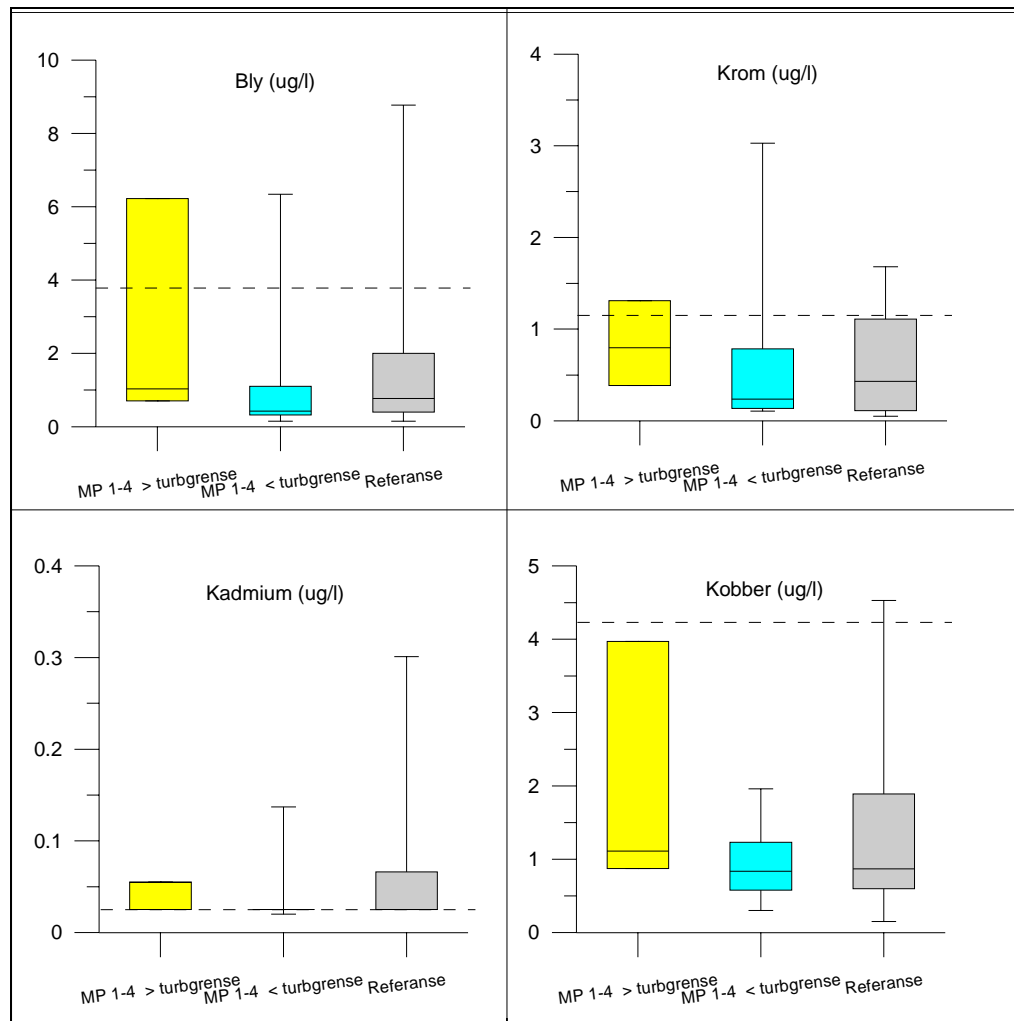 Bly (ug/l)
10
8
6
4
2
0
MP 1-4 > turbgrense
MP 1-4 < turbgrense
Referanse
Krom (ug/l)
4
3
2
1
0
MP 1-4 > turbgrense
MP 1-4 < turbgrense
Referanse
Kadmium (ug/l)
0.4
0.3
0.2
0.1
0
MP 1-4 > turbgrense
MP 1-4 < turbgrense
Referanse
Kobber (ug/l)
5
4
3
2
1
0
MP 1-4 > turbgrense
MP 1-4 < turbgrense
Referanse